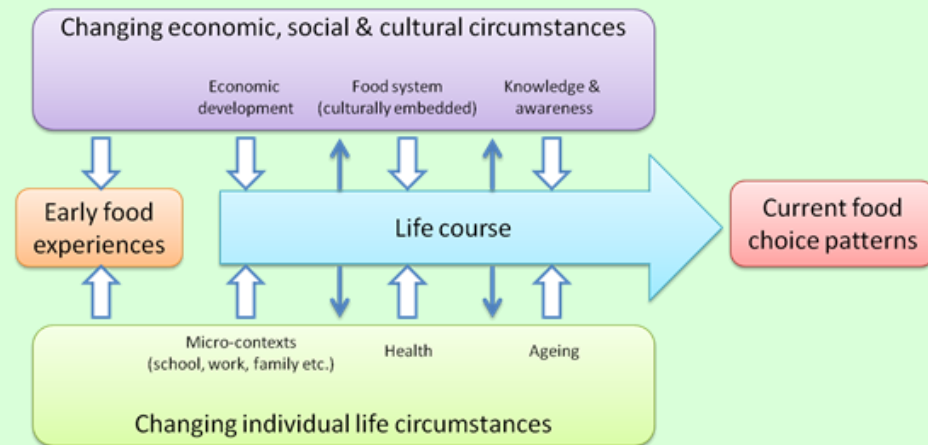 Changing economic, social & cultural circumstances
Economic
development
Food system
(culturally embedded)
Knowledge &
awareness
Early food
experiences
Life course
Current food
choice patterns
Micro-contexts
(school, work, family etc.)
Health
Ageing
Changing individual life circumstances